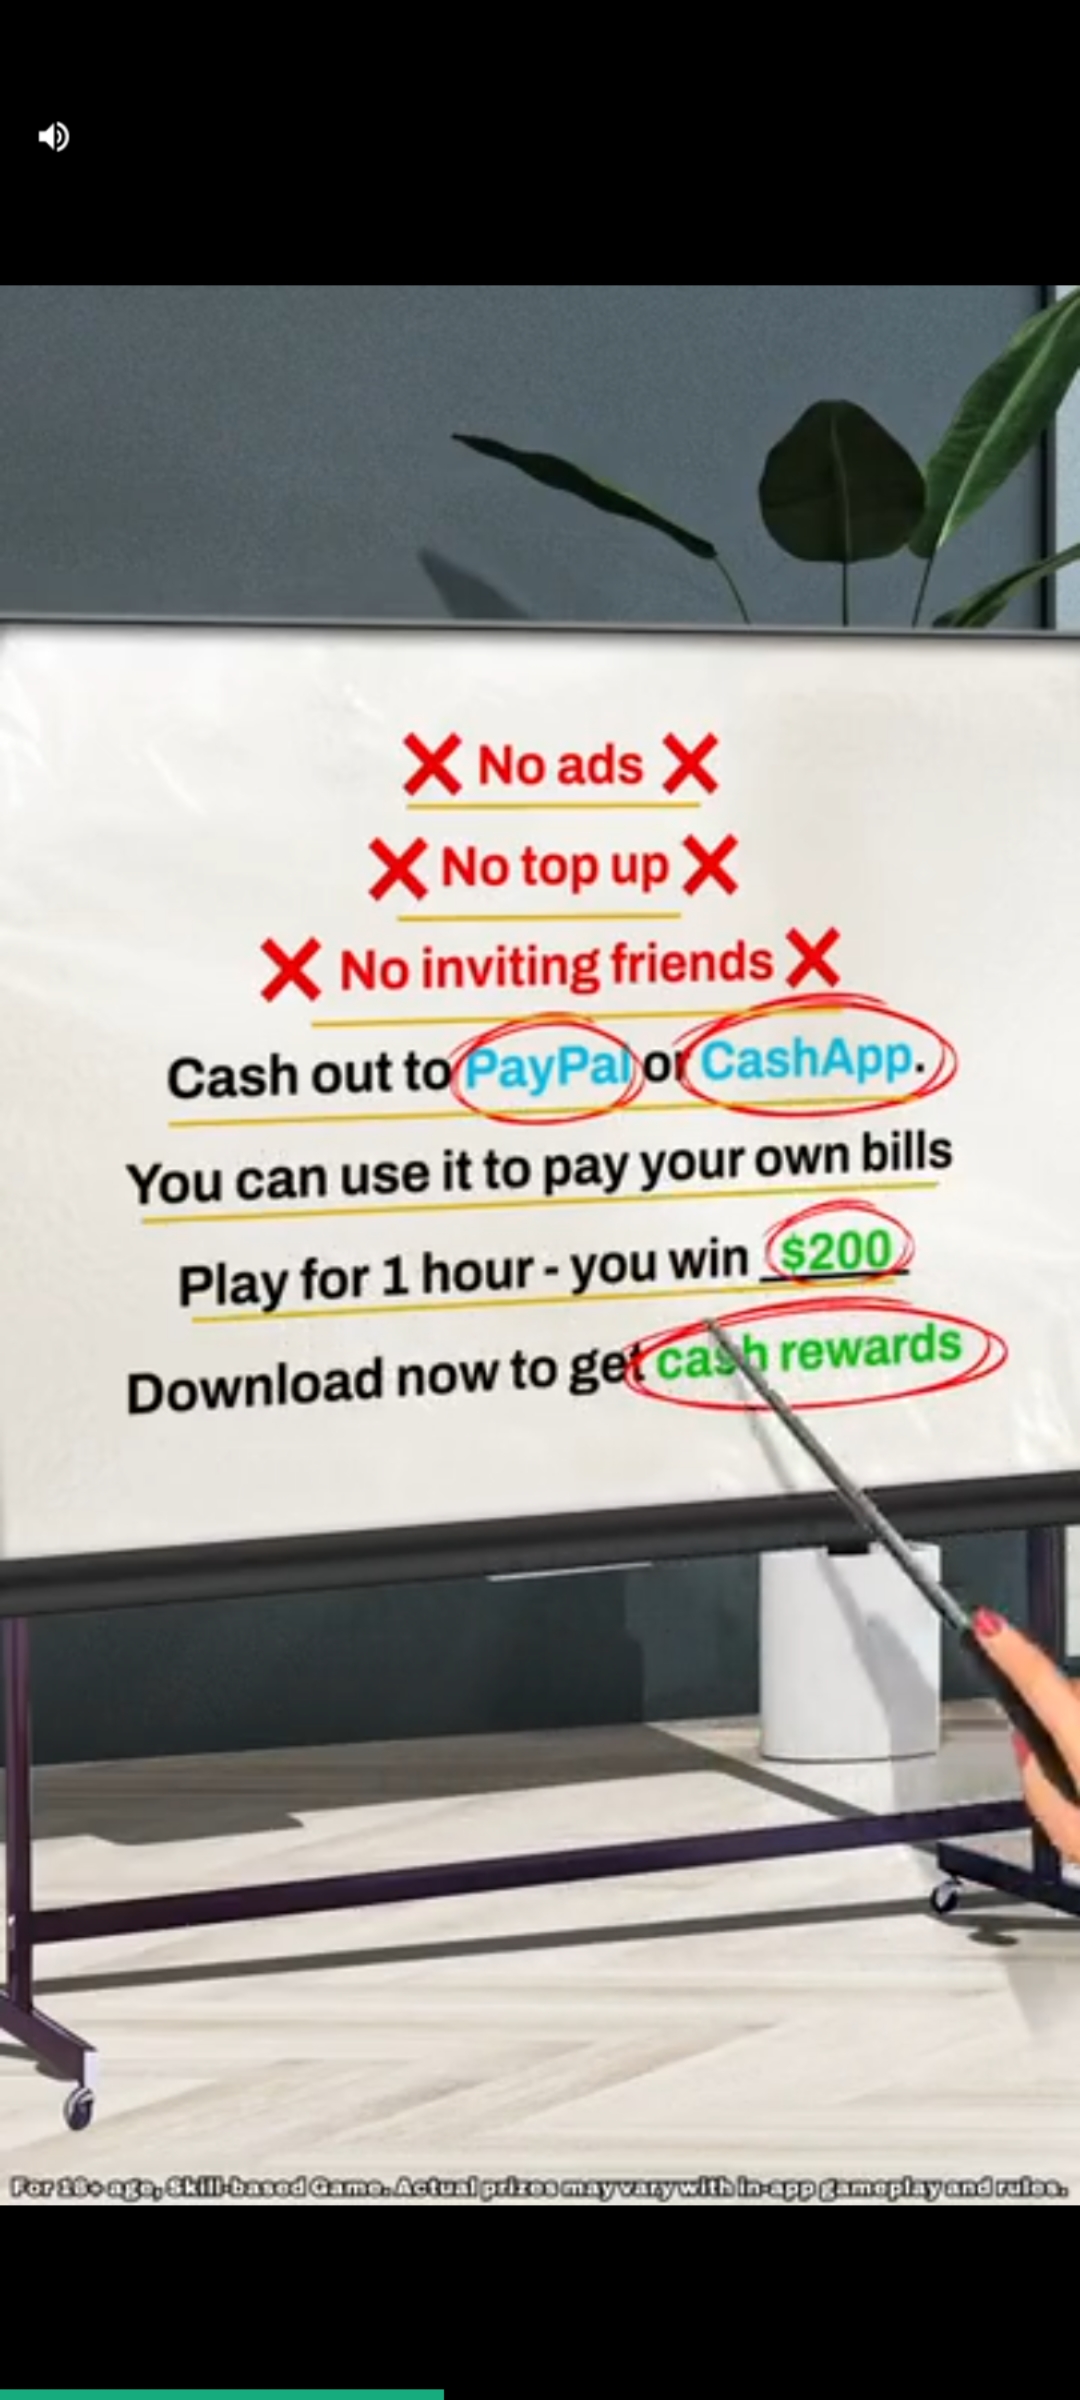 ❌ No ads ❌
❌ No top up ❌
❌ No inviting friends ❌
Cash out to PayPal or CashApp.
You can use it to pay your own bills
Play for 1 hour - you win $200
Download now to get cash rewards
For 18+ age, Skill-based Game. Actual prizes may vary with in-app gameplay and rules.